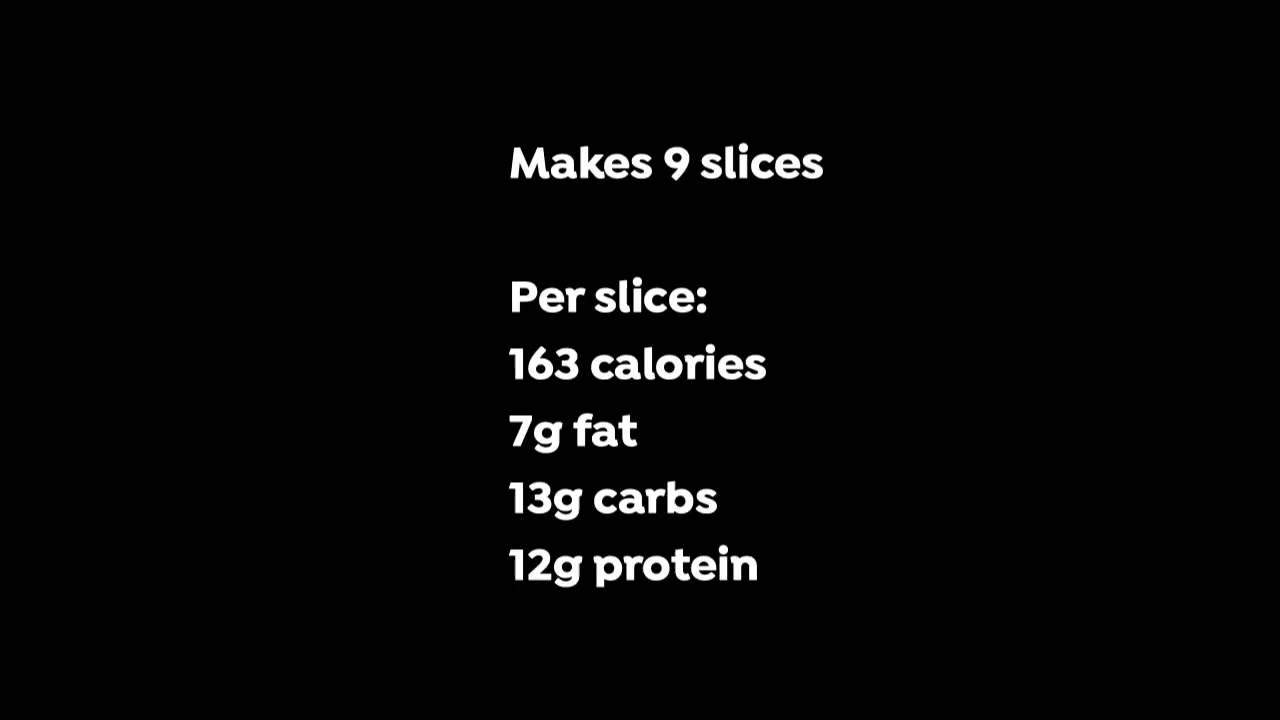 Makes 9 slices
Per slice:
163 calories
7g fat
13g carbs
12g protein